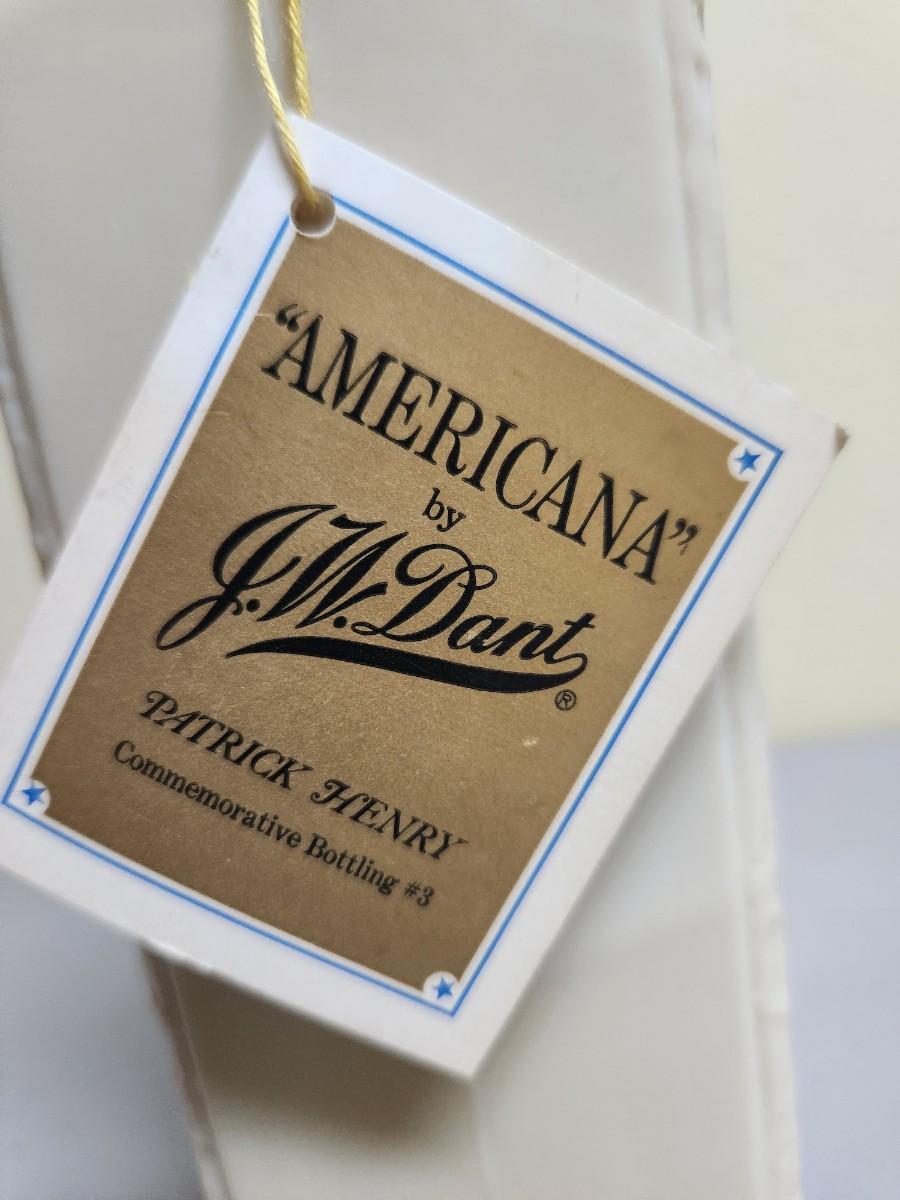 “AMERICANA”
by
J.W. Dant
®
PATRICK HENRY
Commemorative Bottling #3